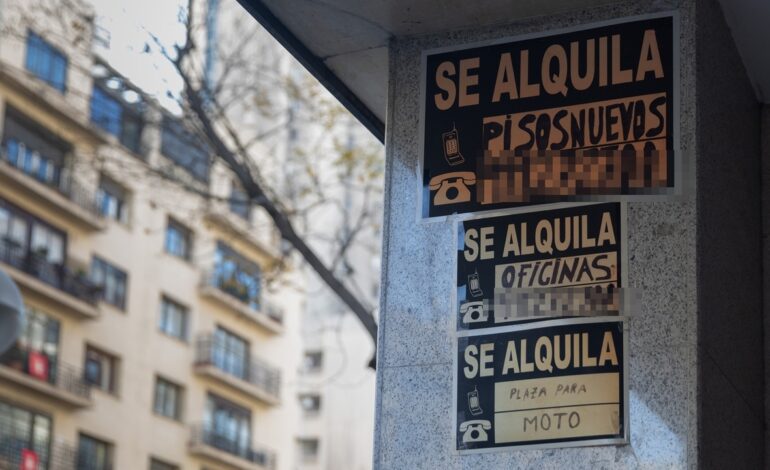 SE ALQUILA
PISOS NUEVOS
SE ALQUILA
OFICINAS
SE ALQUILA
PLAZA PARA
MOTO